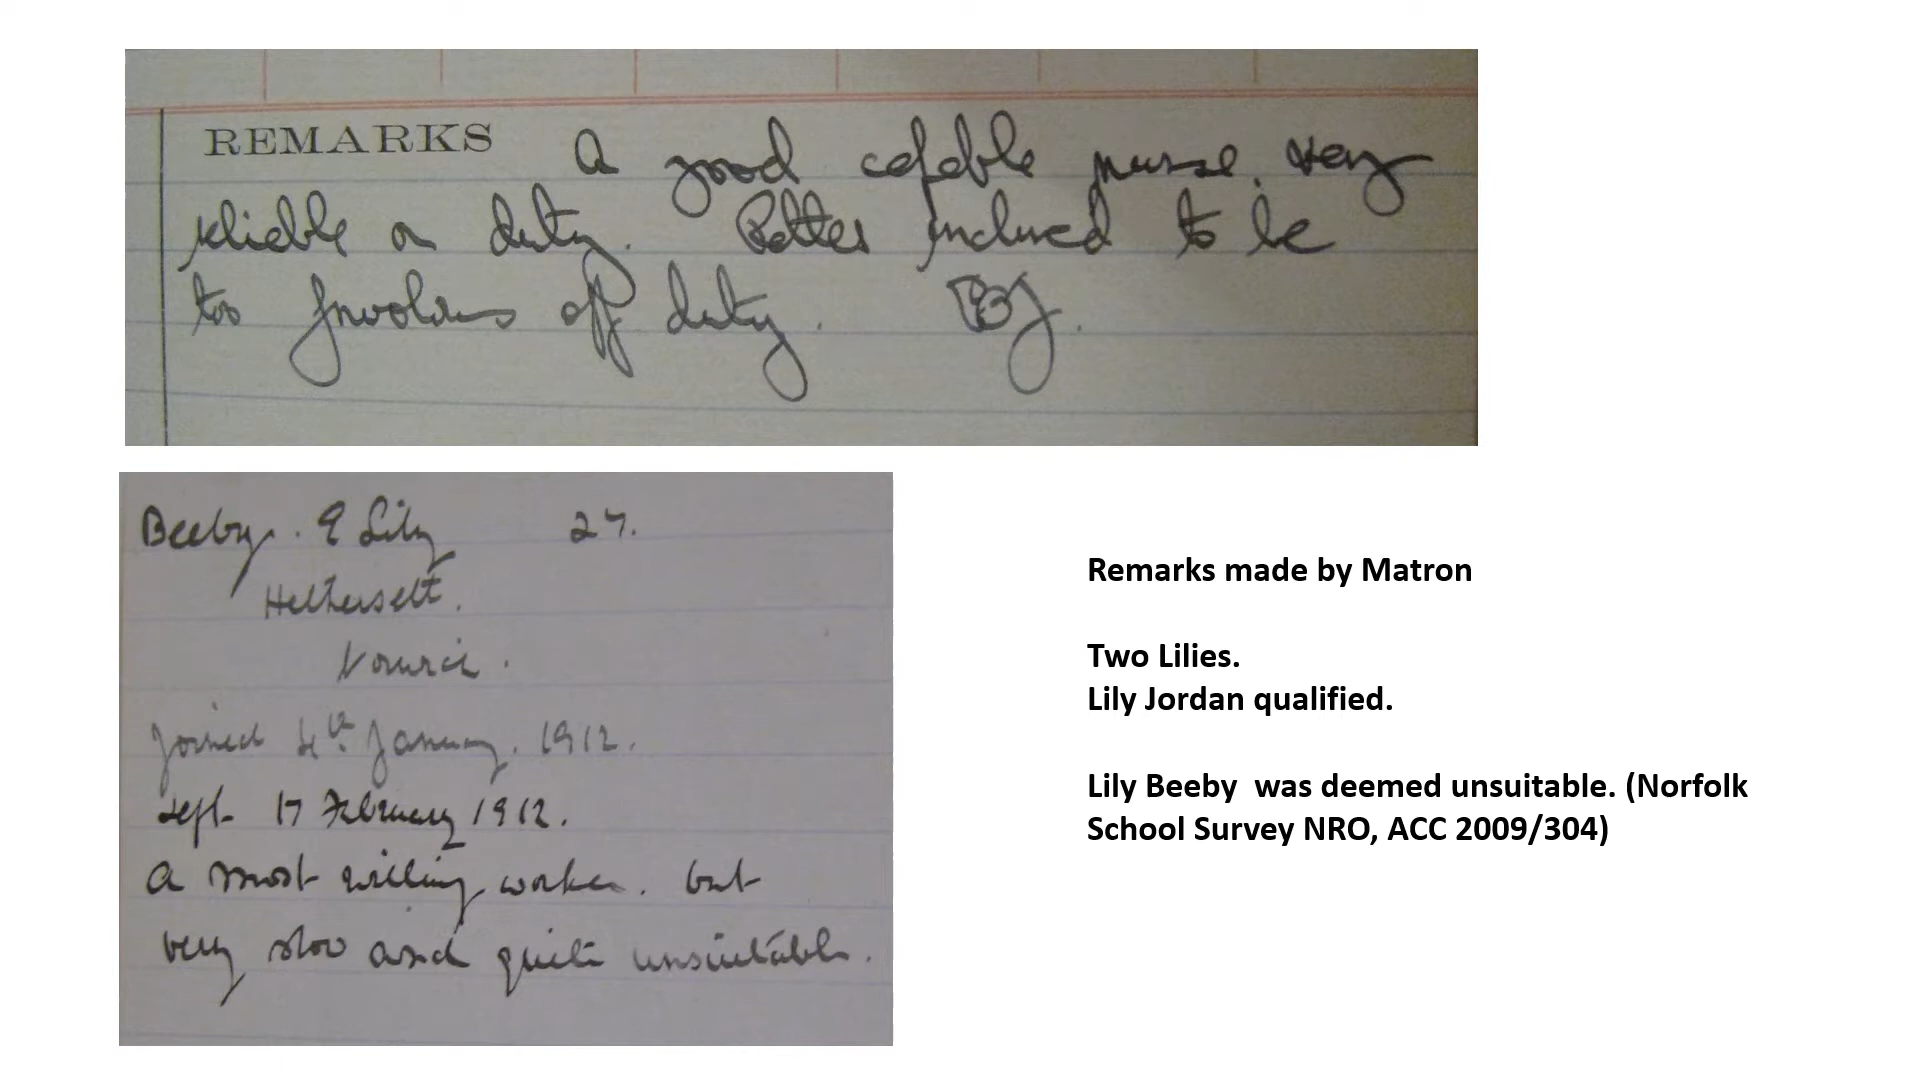 REMARKS A good capable nurse. Very
reliable on duty. Rather inclined to be
too frivolous off duty.
Beeby. E Lily 27.
Hethersett.
Norwich.
Joined 4th January. 1912.
Left 17 February 1912.
A most willing worker. but
very slow and quite unsuitable.
Remarks made by Matron
Two Lilies.
Lily Jordan qualified.
Lily Beeby was deemed unsuitable. (Norfolk
School Survey NRO, ACC 2009/304)